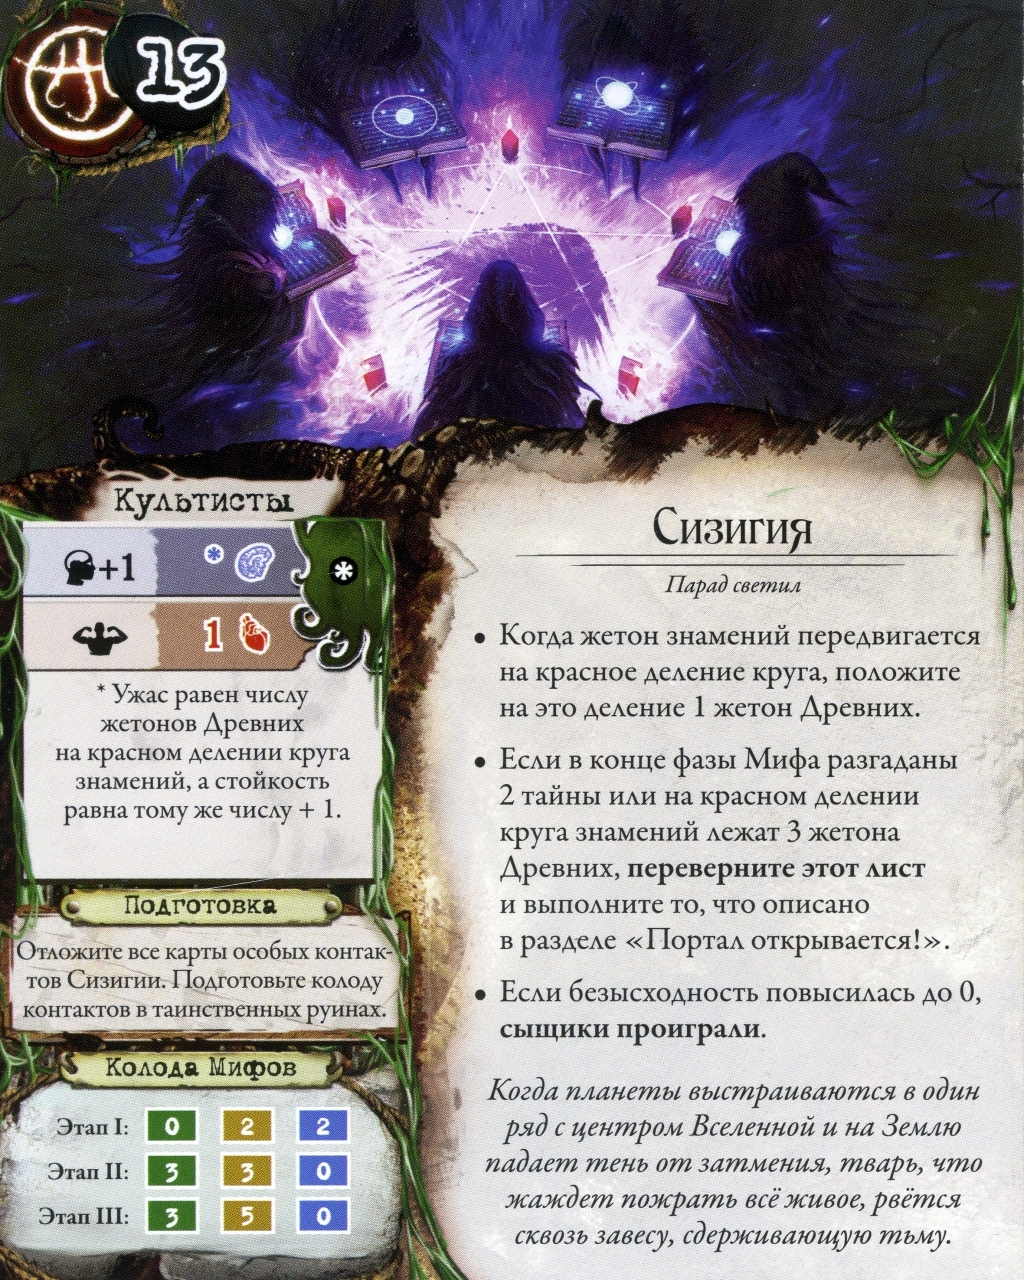 13
Культисты
+1 *
*
1
* Ужас равен числу
жетонов Древних
на красном делении круга
знамений, а стойкость
равна тому же числу + 1.
Подготовка
Отложите все карты особых контак-
тов Сизигии. Подготовьте колоду
контактов в таинственных руинах.
Колода Мифов
Этап I: 0 2 2
Этап II: 3 3 0
Этап III: 3 5 0
Сизигия
Парад светил
• Когда жетон знамений передвигается
на красное деление круга, положите
на это деление 1 жетон Древних.
• Если в конце фазы Мифа разгаданы
2 тайны или на красном делении
круга знамений лежат 3 жетона
Древних, переверните этот лист
и выполните то, что описано
в разделе «Портал открывается!».
• Если безысходность повысилась до 0,
сыщики проиграли.
Когда планеты выстраиваются в один
ряд с центром Вселенной и на Землю
падает тень от затмения, тварь, что
жаждет пожрать всё живое, рвётся
сквозь завесу, сдерживающую тьму.